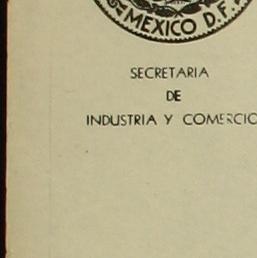 MEXICO D.F.
SECRETARIA
DE
INDUSTRIA Y COMERCIO